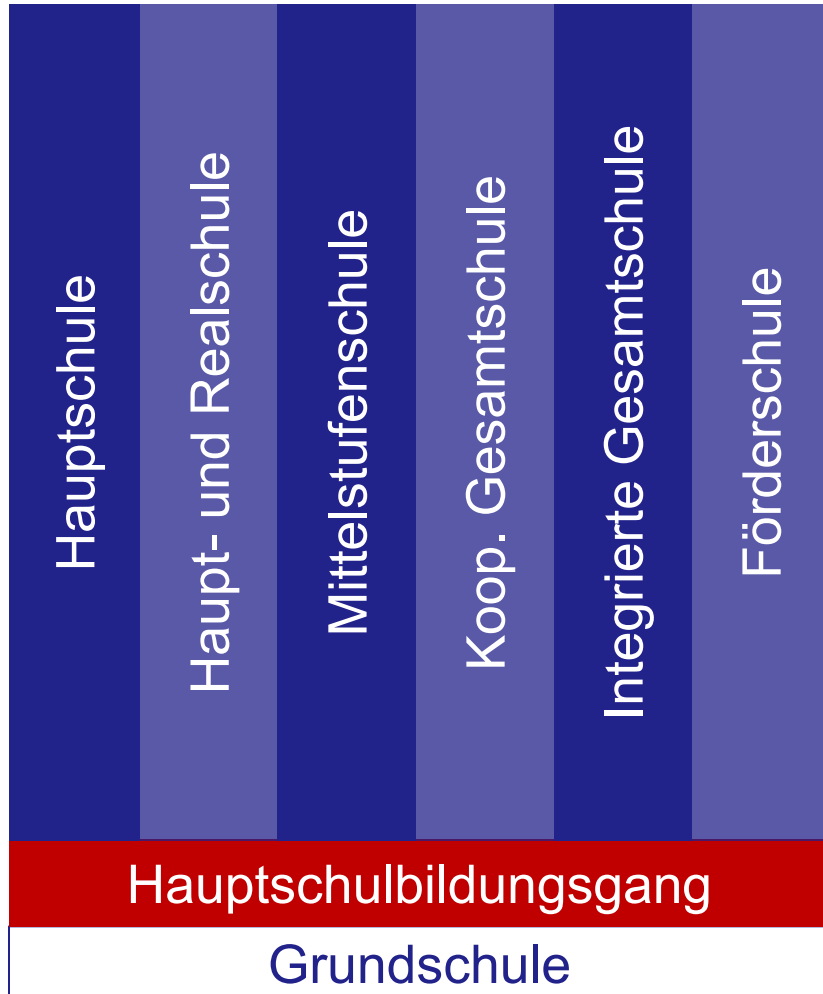 Hauptschule
Haupt- und Realschule
Mittelstufenschule
Koop. Gesamtschule
Integrierte Gesamtschule
Förderschule
Hauptschulbildungsgang
Grundschule